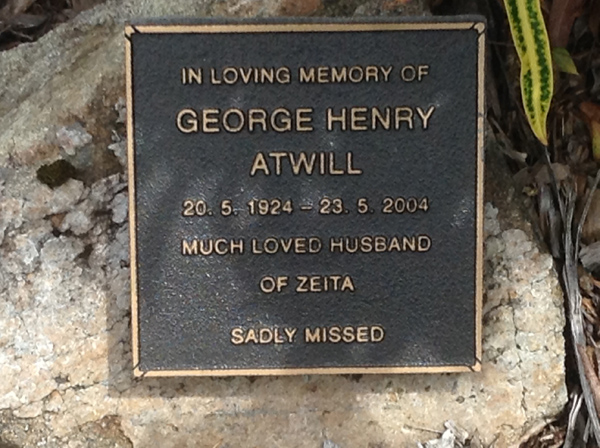 IN LOVING MEMORY OF
GEORGE HENRY
ATWILL
20. 5. 1924 – 23. 5. 2004
MUCH LOVED HUSBAND
OF ZEITA
SADLY MISSED